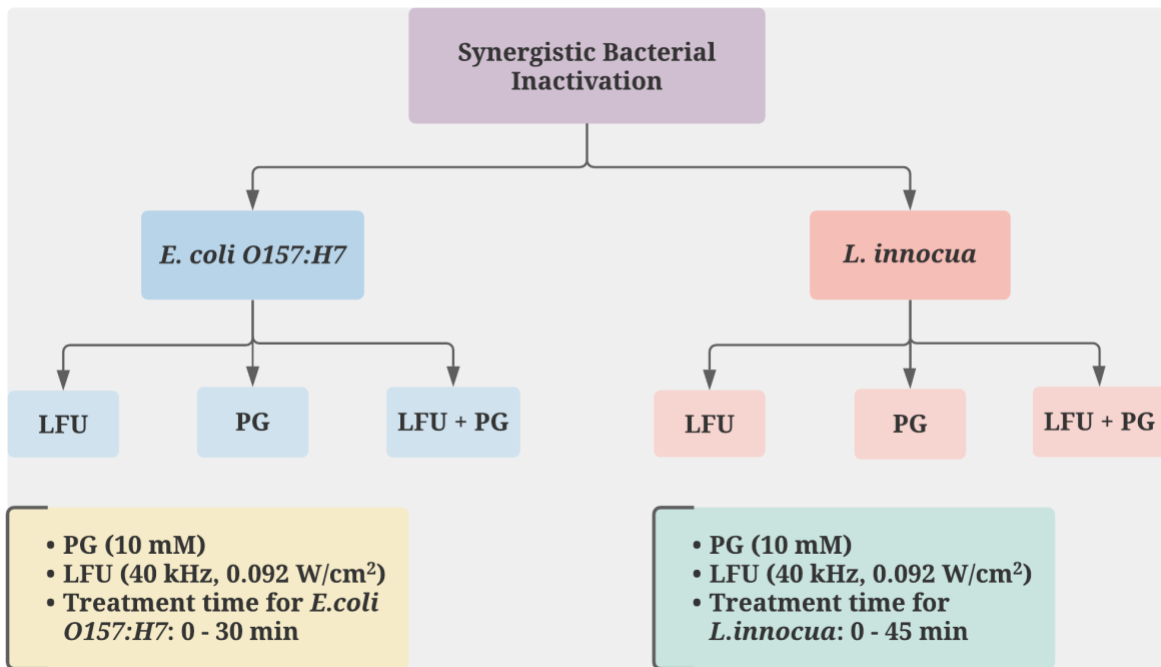 Synergistic Bacterial
Inactivation
E. coli O157:H7
L. innocua
LFU
PG
LFU + PG
LFU
PG
LFU + PG
• PG (10 mM)
• LFU (40 kHz, 0.092 W/cm²)
• Treatment time for E.coli
O157:H7: 0 - 30 min
• PG (10 mM)
• LFU (40 kHz, 0.092 W/cm²)
• Treatment time for
L.innocua: 0 - 45 min